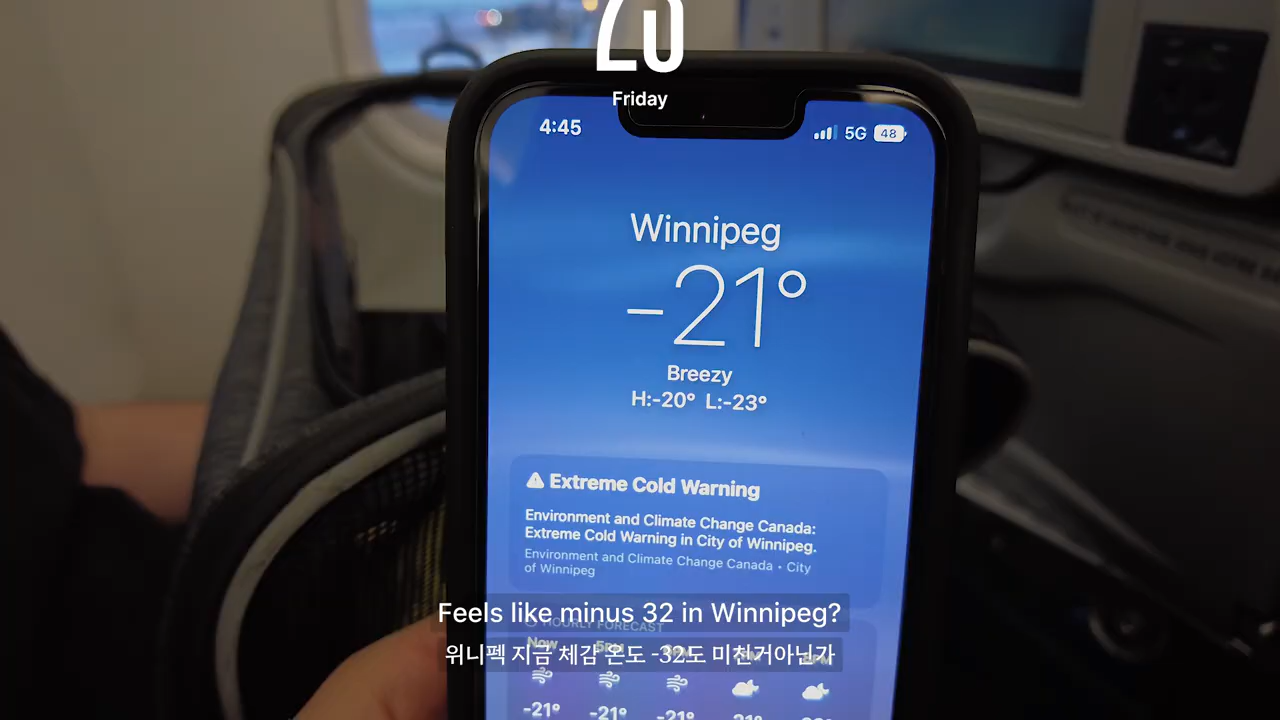 Friday
4:45
5G
48
Winnipeg
-21°
Breezy
H:-20° L:-23°
Extreme Cold Warning
Environment and Climate Change Canada:
Extreme Cold Warning in City of Winnipeg.
Environment and Climate Change Canada • City
of Winnipeg
Feels like minus 32 in Winnipeg?
HOURLY FORECAST
Now
위니펙 지금 체감 온도 -32도 미친거아닌가
-21° -21° -21°